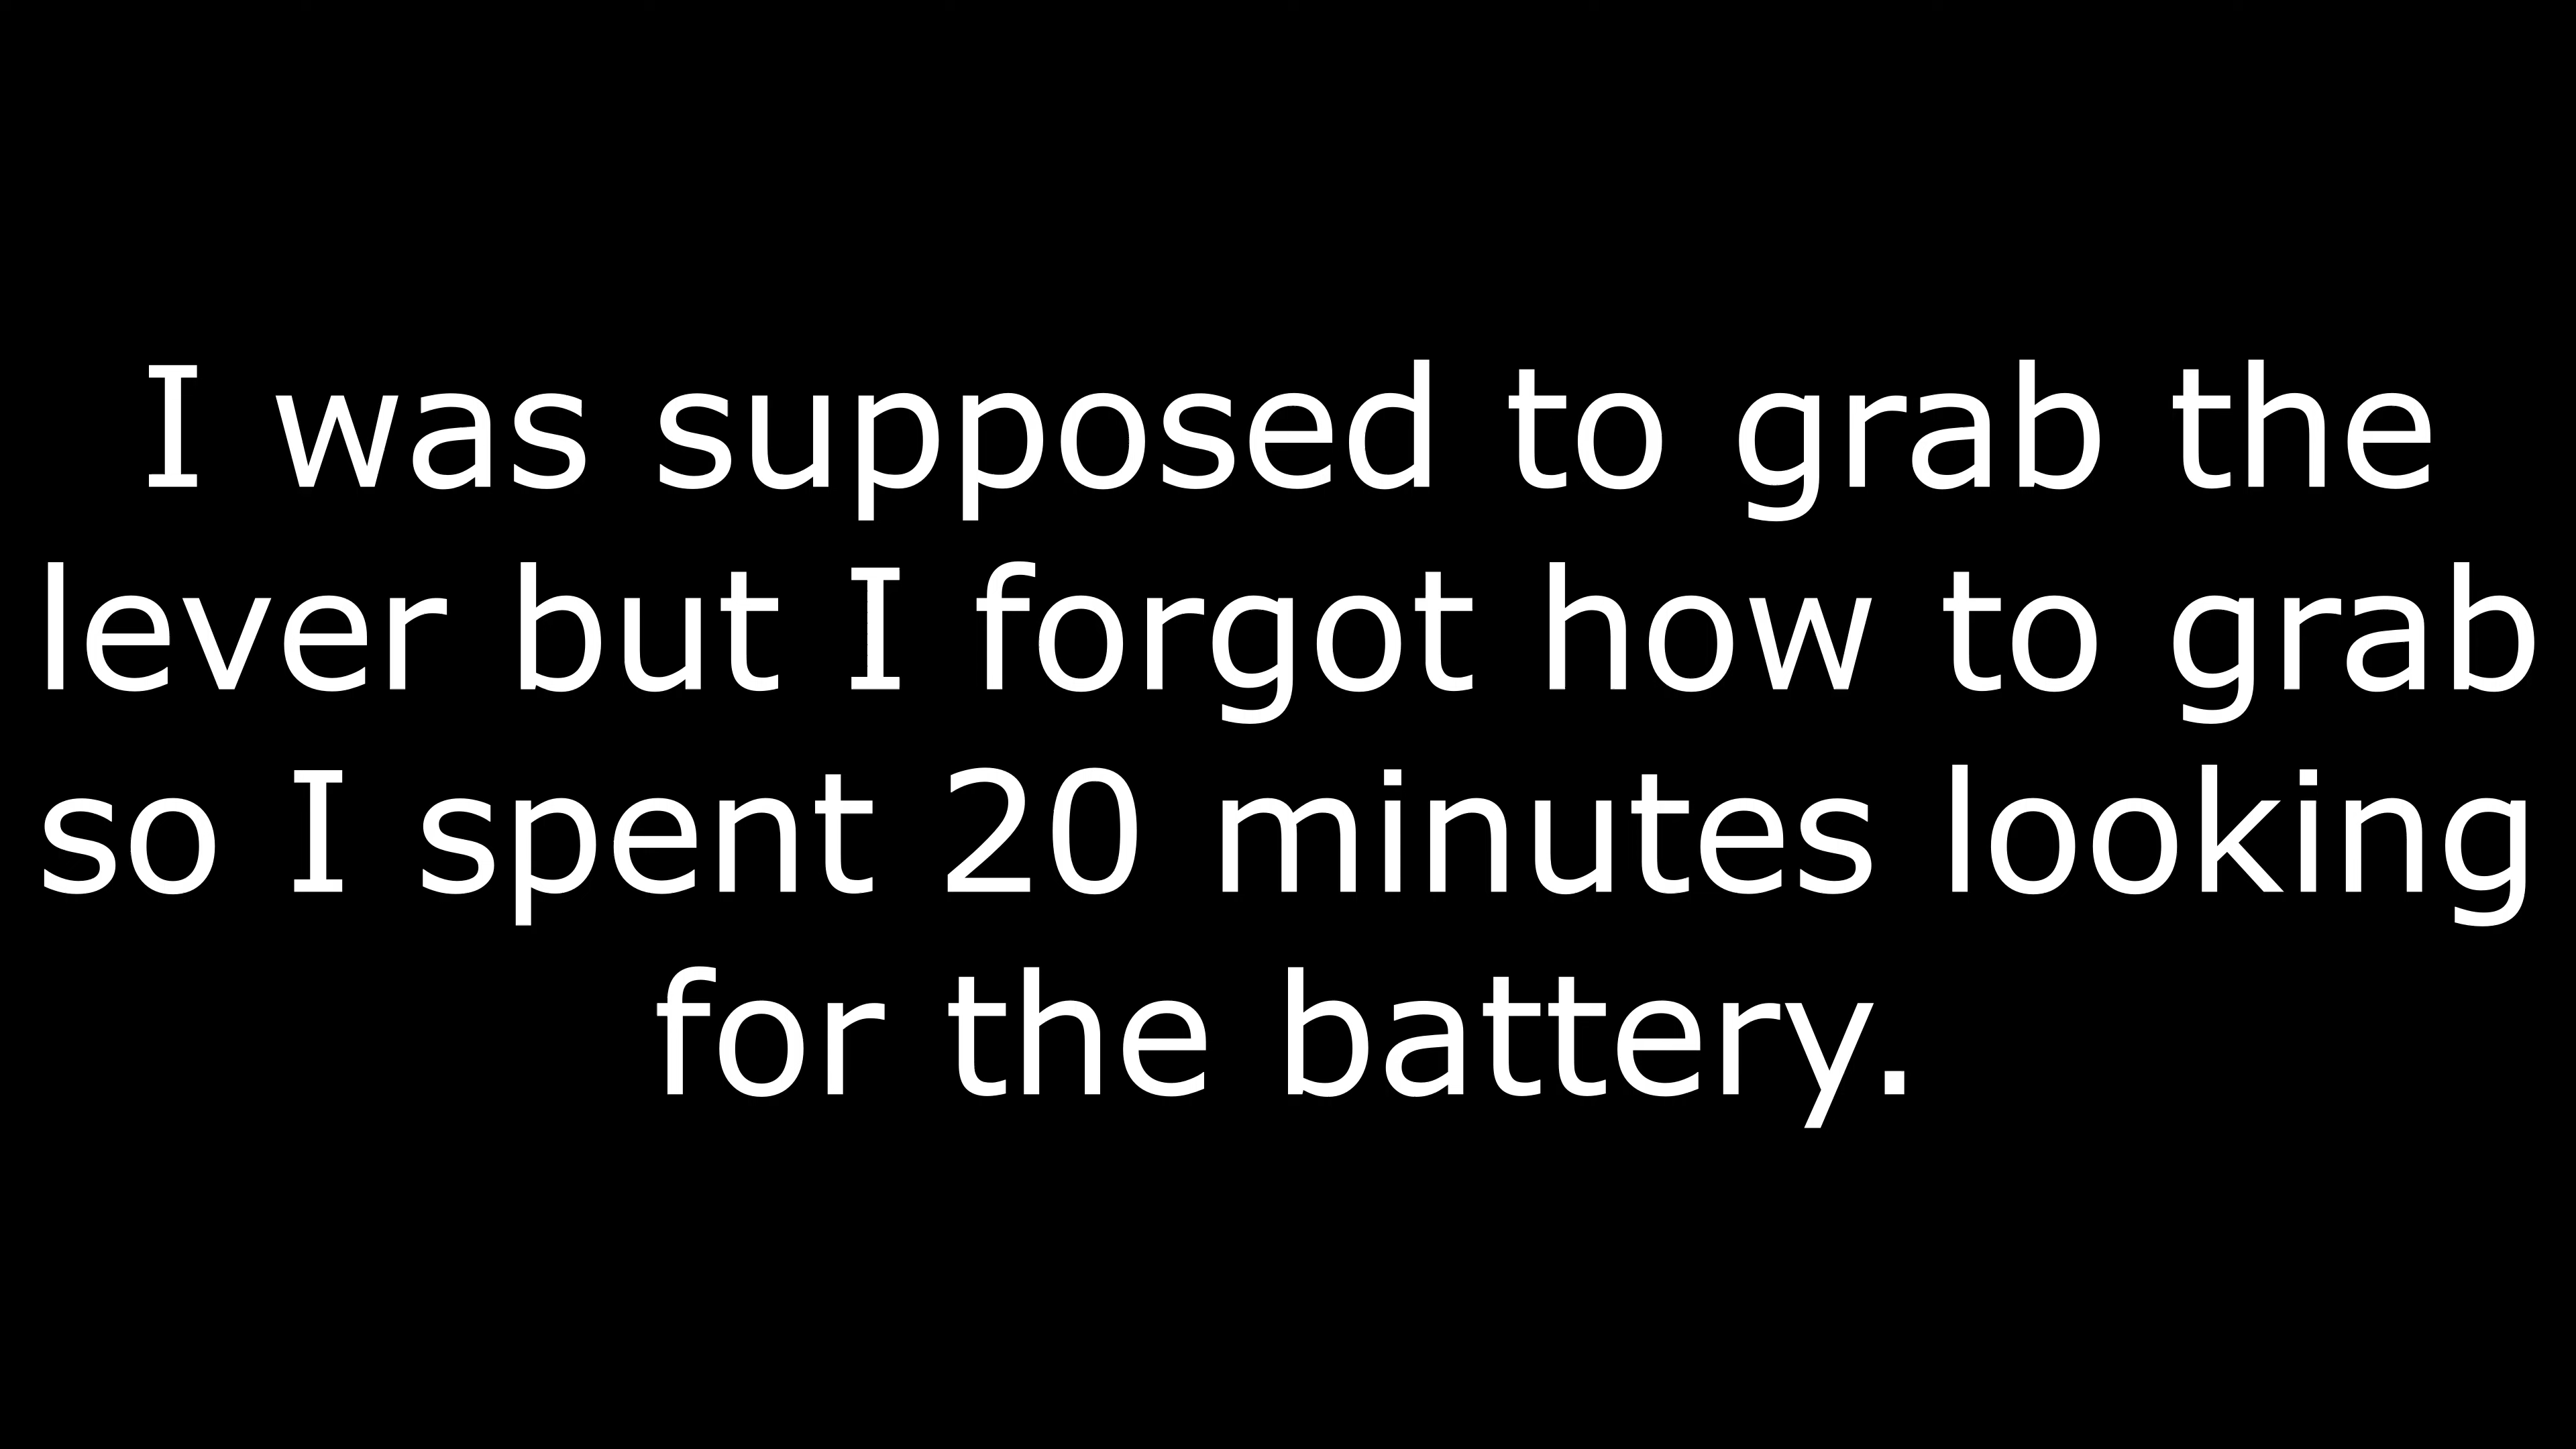 I was supposed to grab the
lever but I forgot how to grab
so I spent 20 minutes looking
for the battery.